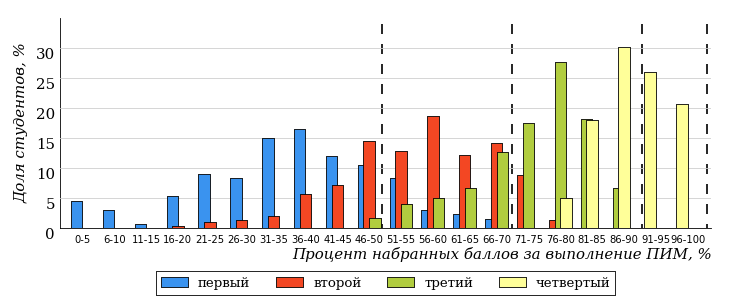 Доля студентов, %
30
25
20
15
10
5
0
0-5 6-10 11-15 16-20 21-25 26-30 31-35 36-40 41-45 46-50 51-55 56-60 61-65 66-70 71-75 76-80 81-85 86-90 91-95 96-100
Процент набранных баллов за выполнение ПИМ, %
первый второй третий четвертый